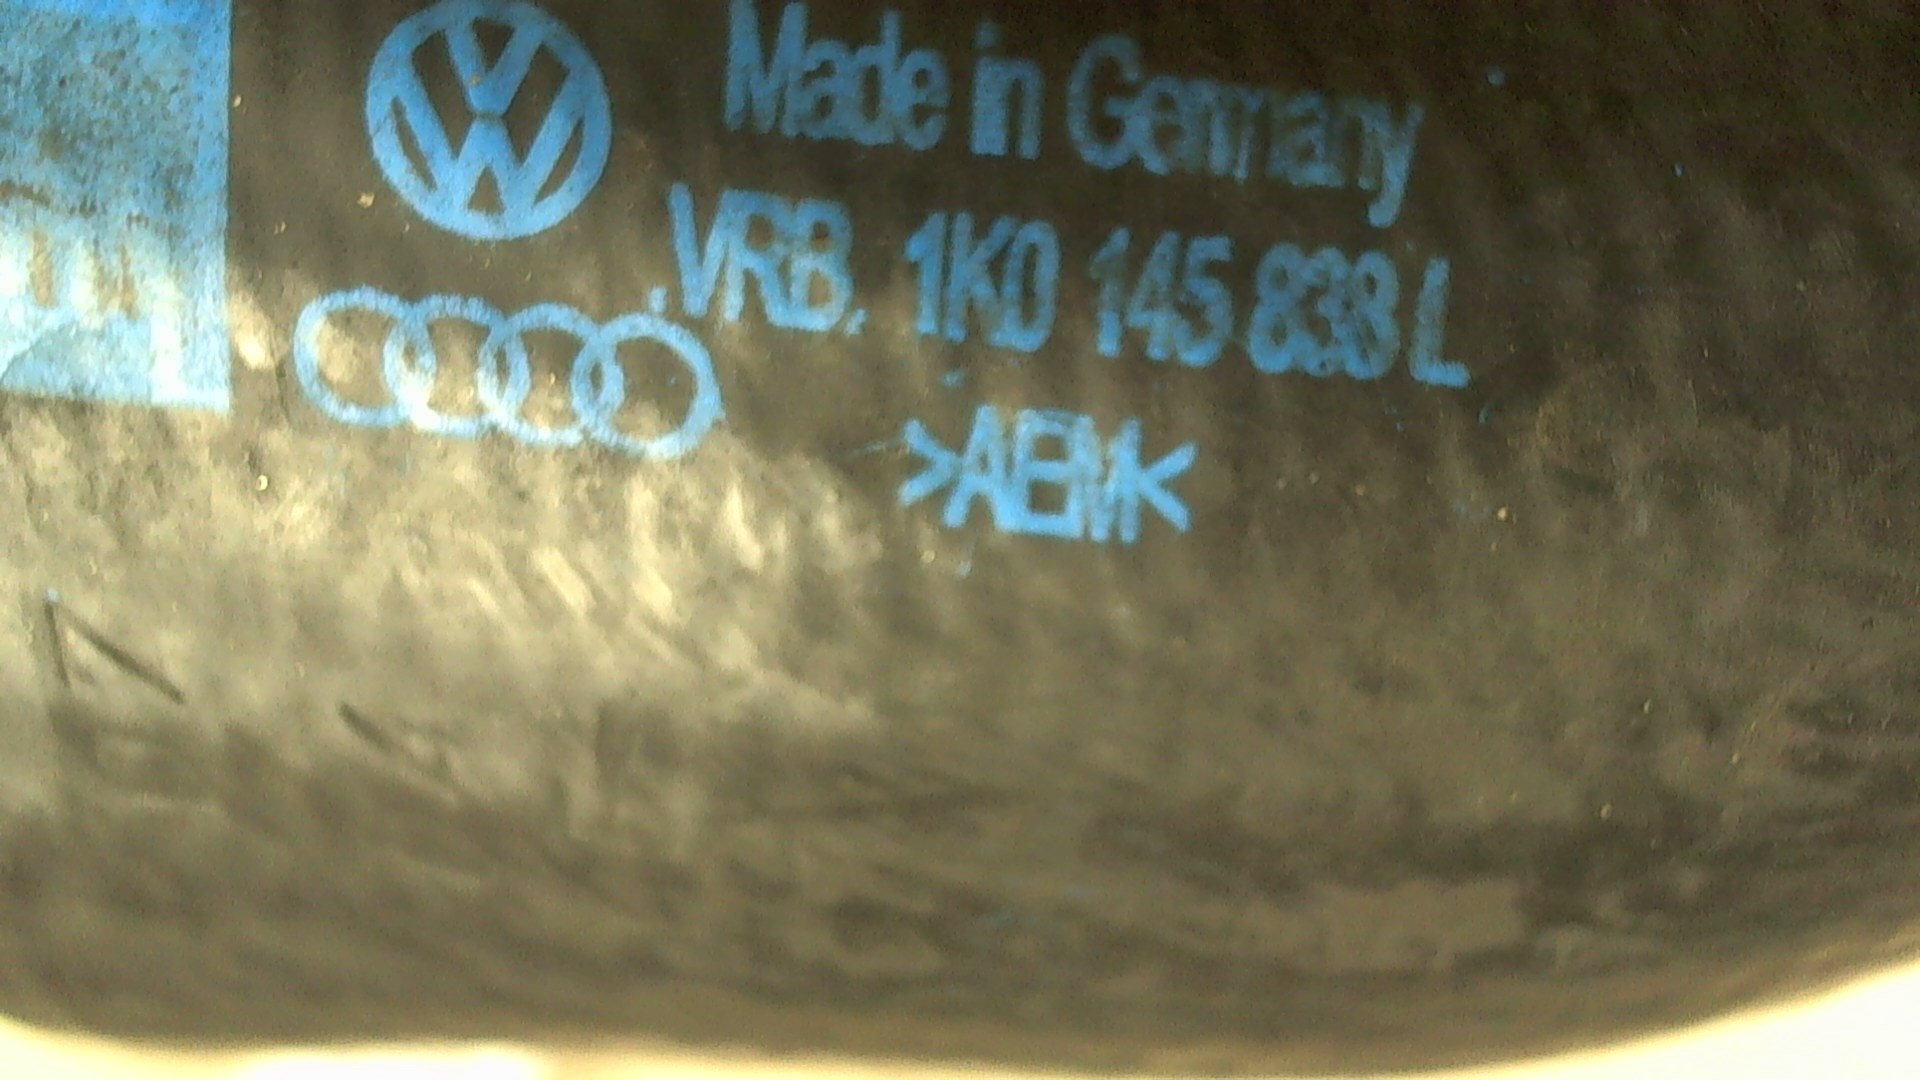 Made in Germany
.VRB. 1K0 145 838 L
>AEM<